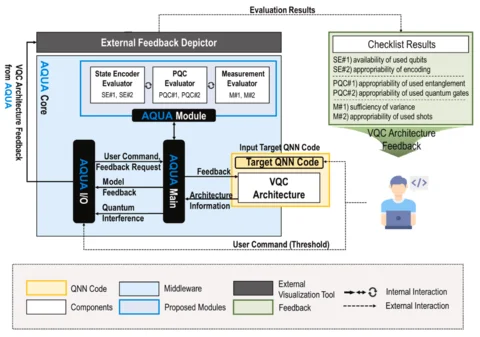 Evaluation Results
External Feedback Depictor
Checklist Results
SE#1) availability of used qubits
SE#2) appropriability of encoding
PQC#1) appropriability of used entanglement
PQC#2) appropriability of used quantum gates
M#1) sufficiency of variance
M#2) appropriability of used shots
VQC Architecture
Feedback
VQC Architecture Feedback
from AQUA
AQUA Core
State Encoder
Evaluator
SE#1, SE#2
PQC
Evaluator
PQC#1, PQC#2
Measurement
Evaluator
M#1, M#2
AQUA Module
Input Target QNN Code
Target QNN Code
VQC
Architecture
AQUA I/O
User Command,
Feedback Request
Model
Feedback
Quantum
Interference
AQUA Main
Feedback
Architecture
Information
</>
User Command (Threshold)
QNN Code
Middleware
External
Visualization Tool
Internal Interaction
Components
Proposed Modules
Feedback
External Interaction